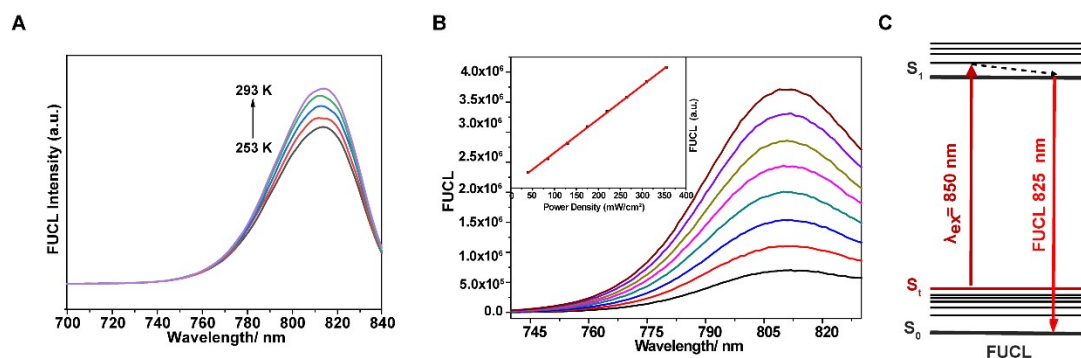 A
FUCL Intensity (a.u.)
293 K
253 K
700 720 740 760 780 800 820 840
Wavelength/ nm
B
FUCL
4.0x10⁶
3.5x10⁶
3.0x10⁶
2.5x10⁶
2.0x10⁶
1.5x10⁶
1.0x10⁶
5.0x10⁵
0.0
745 760 775 790 805 820
Wavelength/ nm
FUCL (a.u.)
0 50 100 150 200 250 300 350 400
Power Density (mW/cm²)
C
S₁
λex= 850 nm
FUCL 825 nm
Sₜ
S₀
FUCL